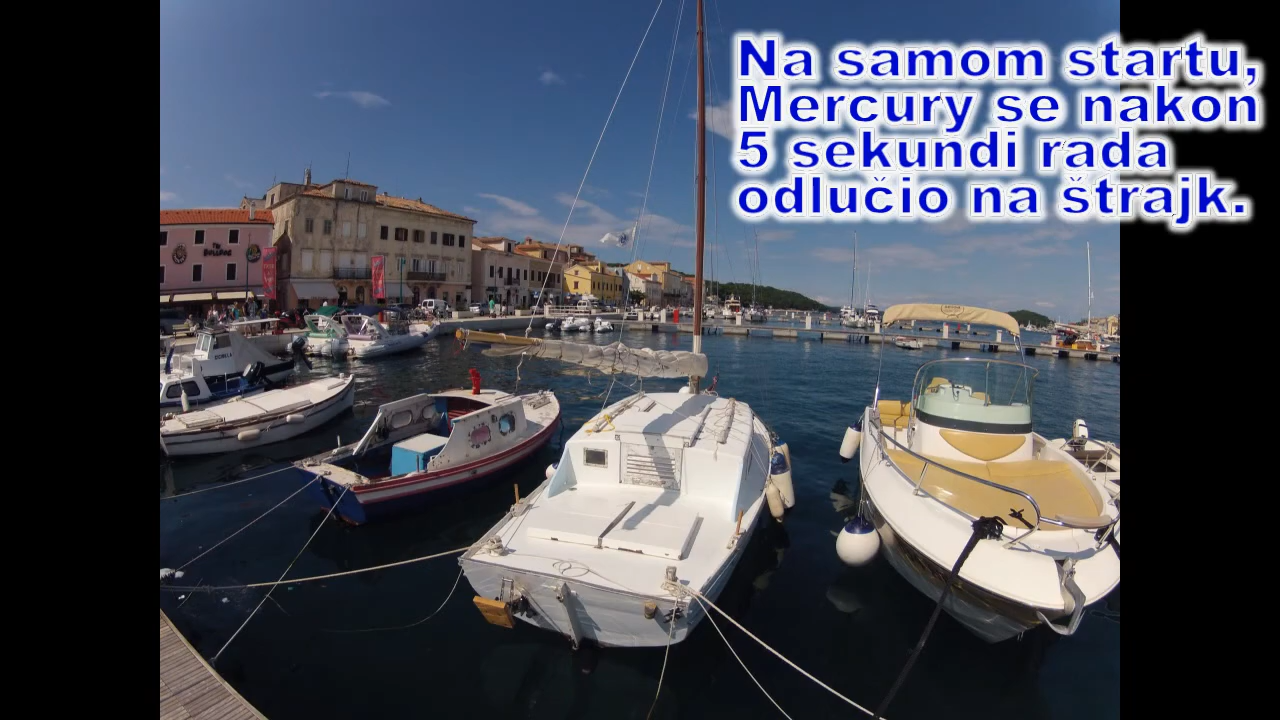 Na samom startu,
Mercury se nakon
5 sekundi rada
odlučio na štrajk.